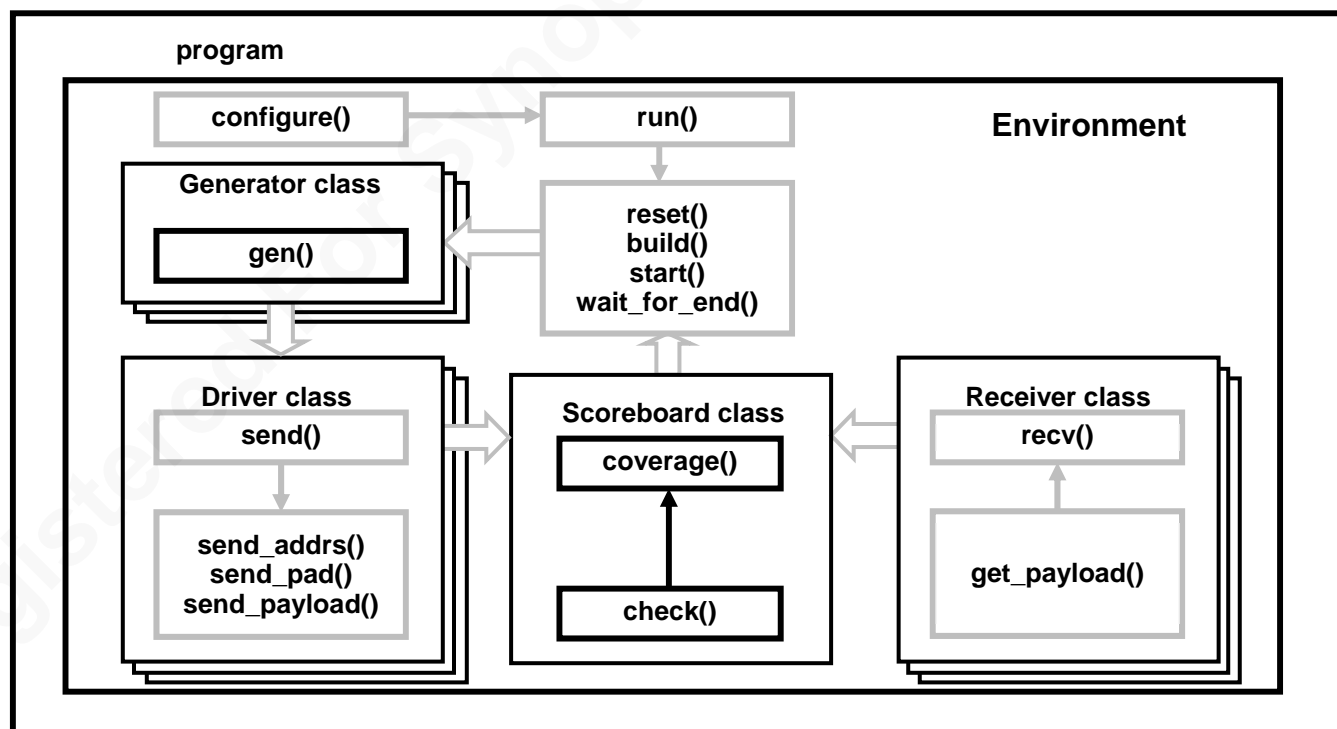 program
configure()
run()
Environment
Generator class
gen()
reset()
build()
start()
wait_for_end()
Driver class
send()
send_addrs()
send_pad()
send_payload()
Scoreboard class
coverage()
check()
Receiver class
recv()
get_payload()